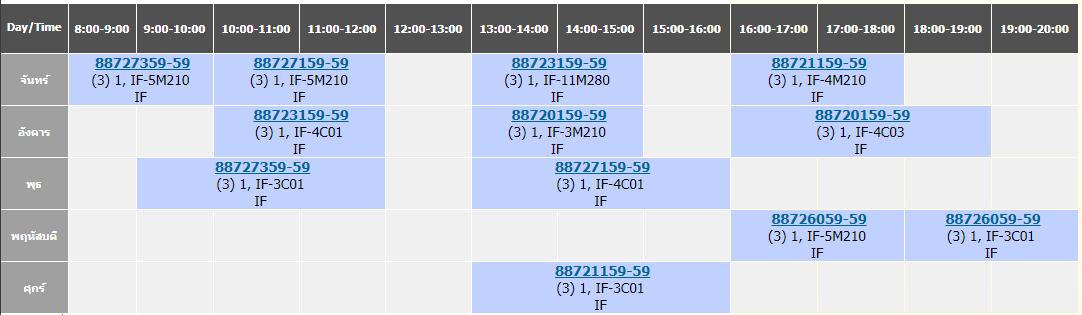 Day/Time 8:00-9:00 9:00-10:00 10:00-11:00 11:00-12:00 12:00-13:00 13:00-14:00 14:00-15:00 15:00-16:00 16:00-17:00 17:00-18:00 18:00-19:00 19:00-20:00
จันทร์
88727359-59
(3) 1, IF-5M210
IF
88727159-59
(3) 1, IF-5M210
IF
88723159-59
(3) 1, IF-11M280
IF
88721159-59
(3) 1, IF-4M210
IF
อังคาร
88723159-59
(3) 1, IF-4C01
IF
88720159-59
(3) 1, IF-3M210
IF
88720159-59
(3) 1, IF-4C03
IF
พุธ
88727359-59
(3) 1, IF-3C01
IF
88727159-59
(3) 1, IF-4C01
IF
พฤหัสบดี
88726059-59
(3) 1, IF-5M210
IF
88726059-59
(3) 1, IF-3C01
IF
ศุกร์
88721159-59
(3) 1, IF-3C01
IF